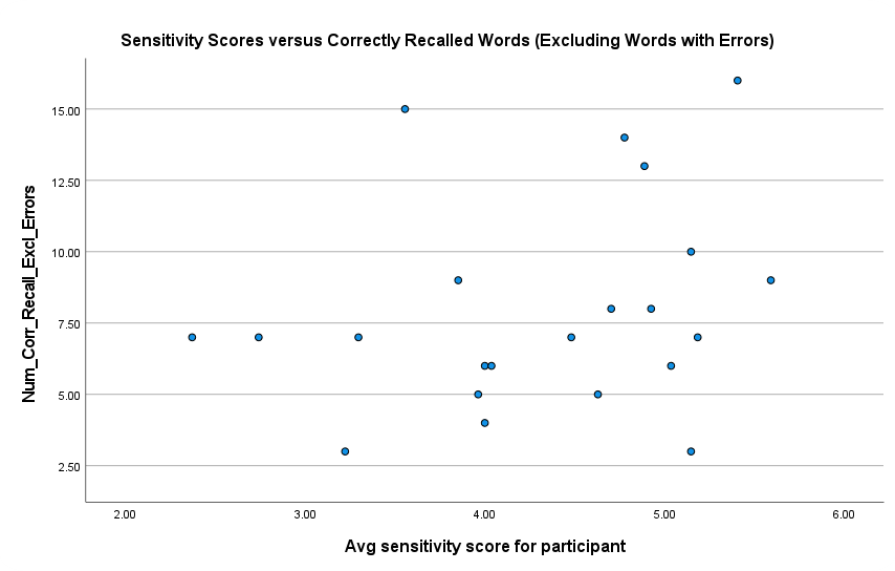 Sensitivity Scores versus Correctly Recalled Words (Excluding Words with Errors)
Num_Corr_Recall_Excl_Errors
15.00
12.50
10.00
7.50
5.00
2.50
2.00 3.00 4.00 5.00 6.00
Avg sensitivity score for participant